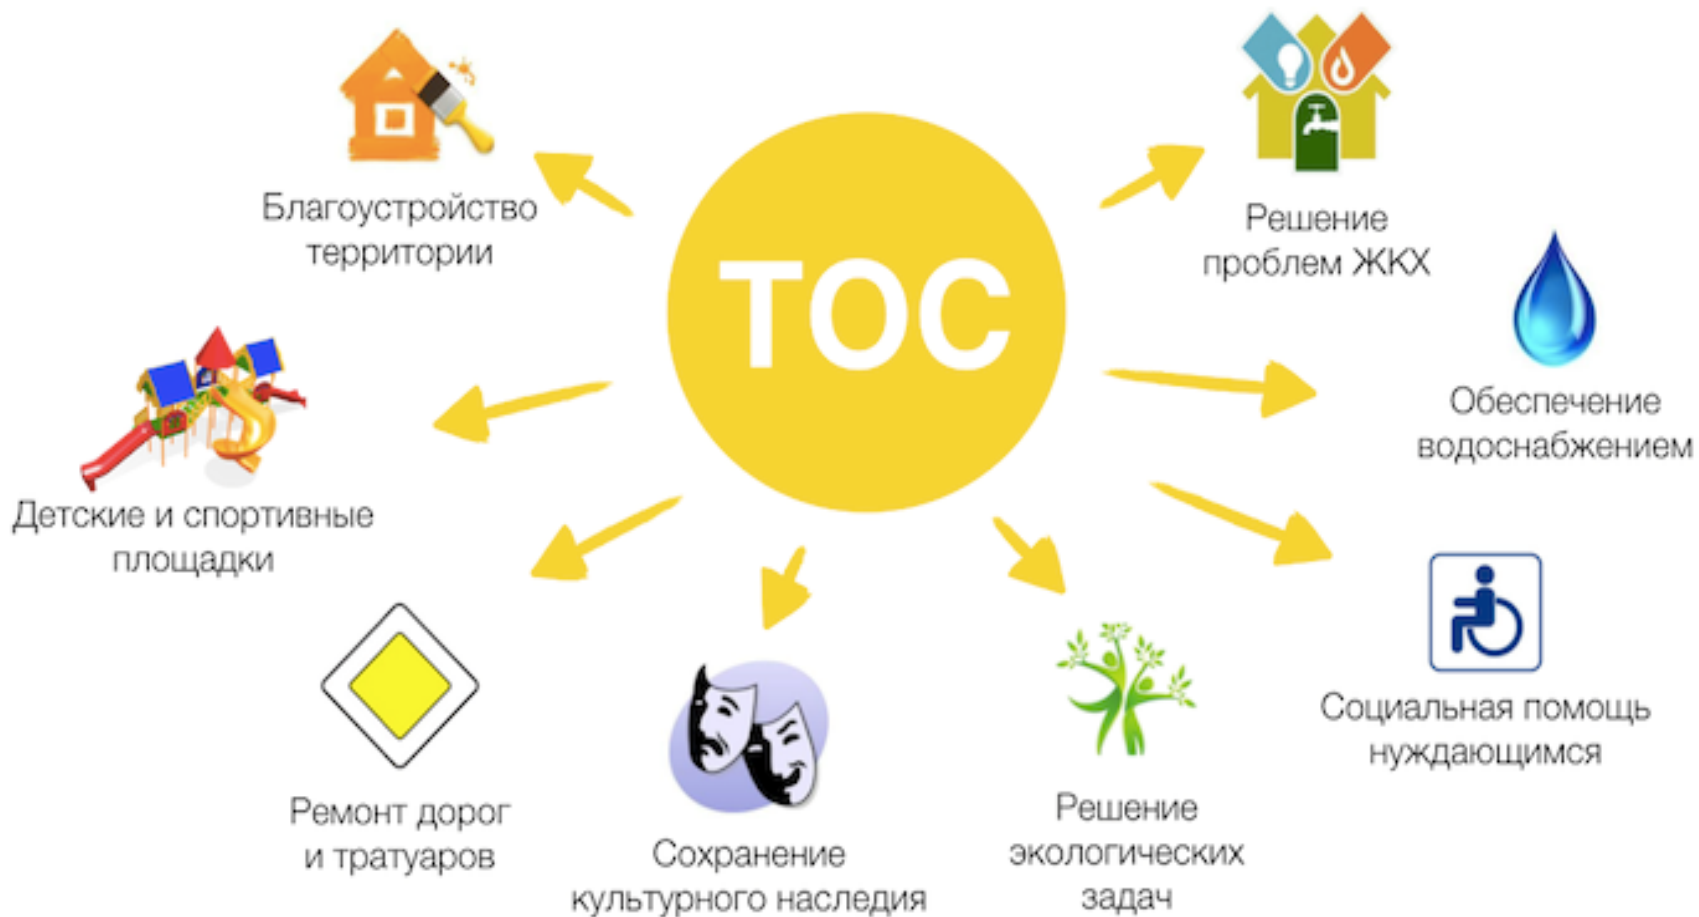 ТОС
Благоустройство
территории
Решение
проблем ЖКХ
Детские и спортивные
площадки
Обеспечение
водоснабжением
Ремонт дорог
и тратуаров
Сохранение
культурного наследия
Решение
экологических
задач
Социальная помощь
нуждающимся